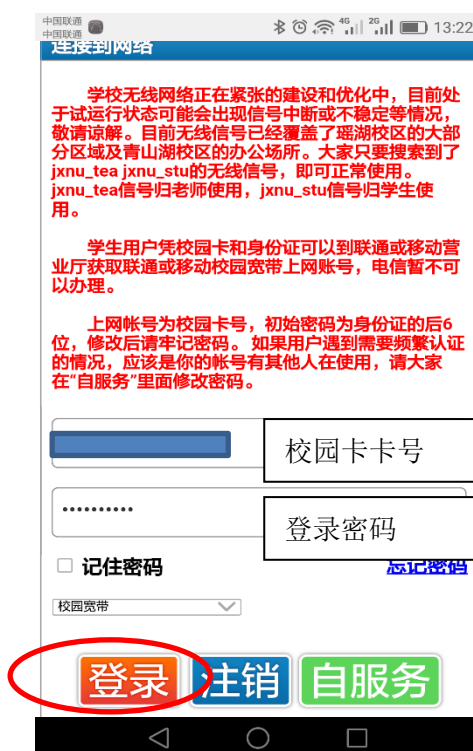 中国联通
中国联通
46 26 13:22
连接到网络
学校无线网络正在紧张的建设和优化中，目前处
于试运行状态可能会出现信号中断或不稳定等情况，
敬请谅解。目前无线信号已经覆盖了瑶湖校区的大部
分区域及青山湖校区的办公场所。大家只要搜索到了
jxnu_tea jxnu_stu的无线信号，即可正常使用。
jxnu_tea信号归老师使用，jxnu_stu信号归学生使
用。
学生用户凭校园卡和身份证可以到联通或移动营
业厅获取联通或移动校园宽带上网账号，电信暂不可
以办理。
上网帐号为校园卡号，初始密码为身份证的后6
位，修改后请牢记密码。如果用户遇到需要频繁认证
的情况，应该是你的帐号有其他人在使用，请大家
在“自服务”里面修改密码。
校园卡卡号
••••••••••
登录密码
记住密码 忘记密码
校园宽带
登录 注销 自服务